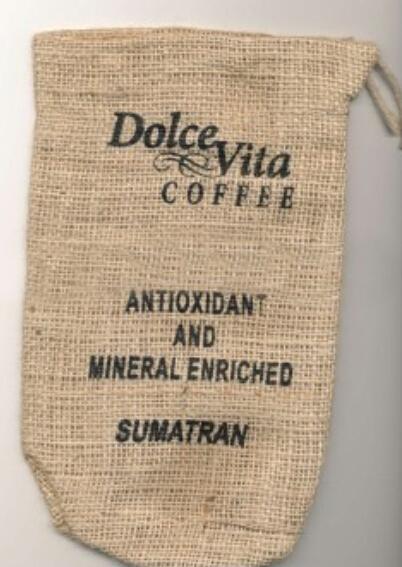 Dolce
Vita
COFFEE
ANTIOXIDANT
AND
MINERAL ENRICHED
SUMATRAN